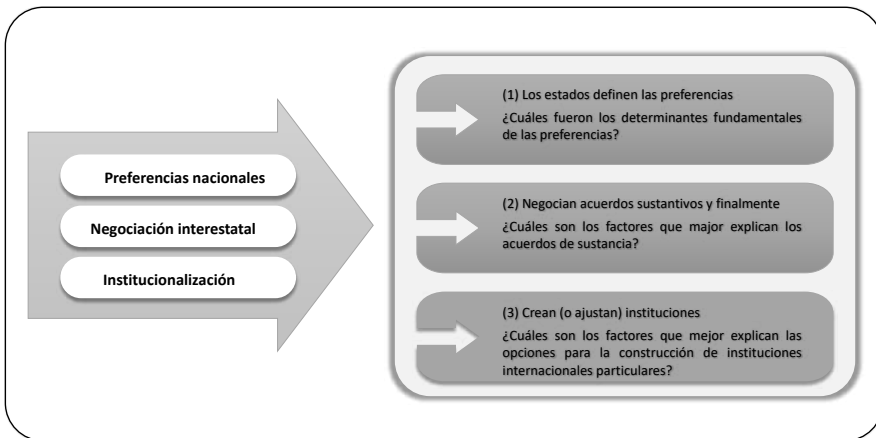 Preferencias nacionales
Negociación interestatal
Institucionalización
(1) Los estados definen las preferencias
¿Cuáles fueron los determinantes fundamentales
de las preferencias?
(2) Negocian acuerdos sustantivos y finalmente
¿Cuáles son los factores que major explican los
acuerdos de sustancia?
(3) Crean (o ajustan) instituciones
¿Cuáles son los factores que mejor explican las
opciones para la construcción de instituciones
internacionales particulares?